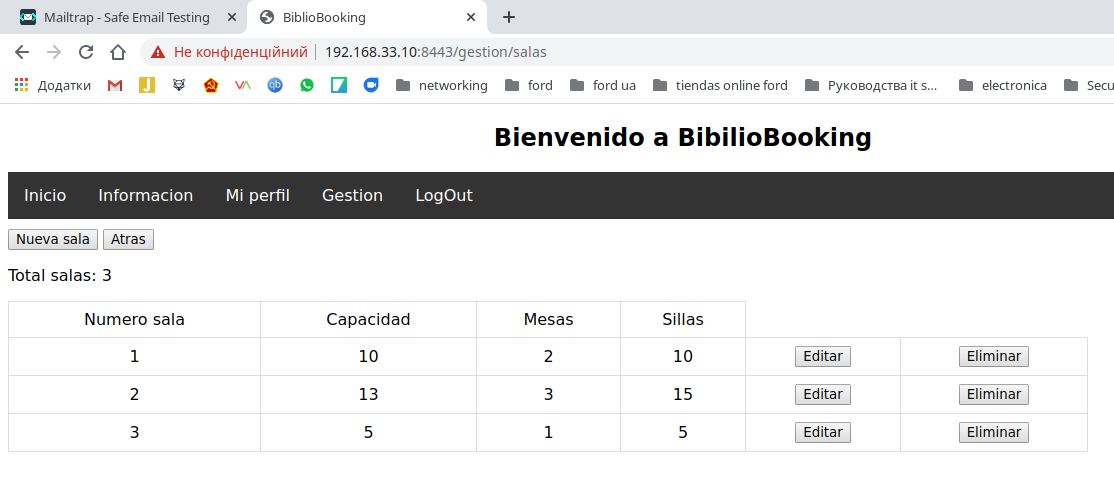 Mailtrap - Safe Email Testing BiblioBooking
Не конфіденційний 192.168.33.10:8443/gestion/salas
Додатки networking ford ford ua tiendas online ford Руководства it s... electronica Secu
Bienvenido a BibilioBooking
Inicio Informacion Mi perfil Gestion LogOut
Nueva sala Atras
Total salas: 3
Numero sala Capacidad Mesas Sillas
1 10 2 10 Editar Eliminar
2 13 3 15 Editar Eliminar
3 5 1 5 Editar Eliminar